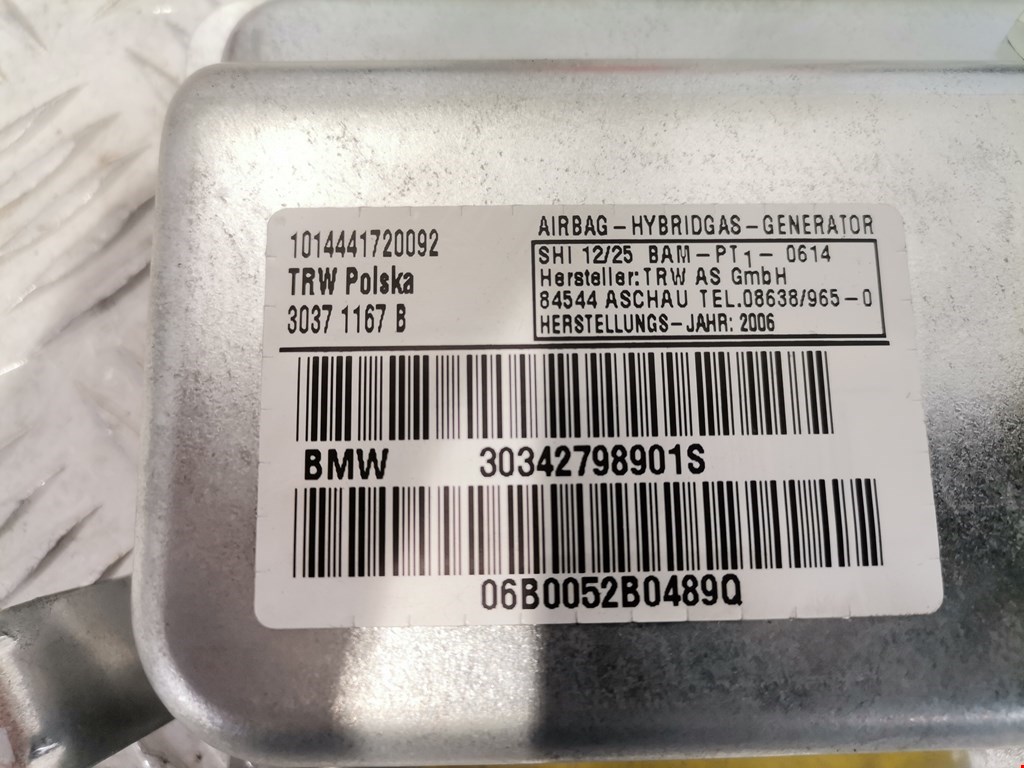 1014441720092
TRW Polska
3037 1167 B
AIRBAG-HYBRIDGAS-GENERATOR
SHI 12/25 BAM-PT1- 0614
Hersteller:TRW AS GmbH
84544 ASCHAU TEL.08638/965-0
HERSTELLUNGS-JAHR: 2006
BMW 30342798901S
06B0052B0489Q